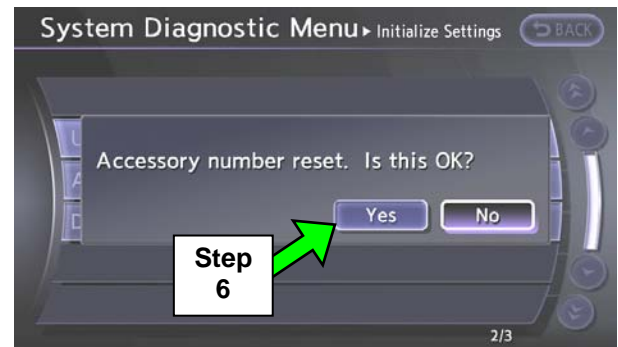 System Diagnostic Menu ▸ Initialize Settings BACK
U
A
D
Accessory number reset. Is this OK?
Yes No
Step
6
2/3